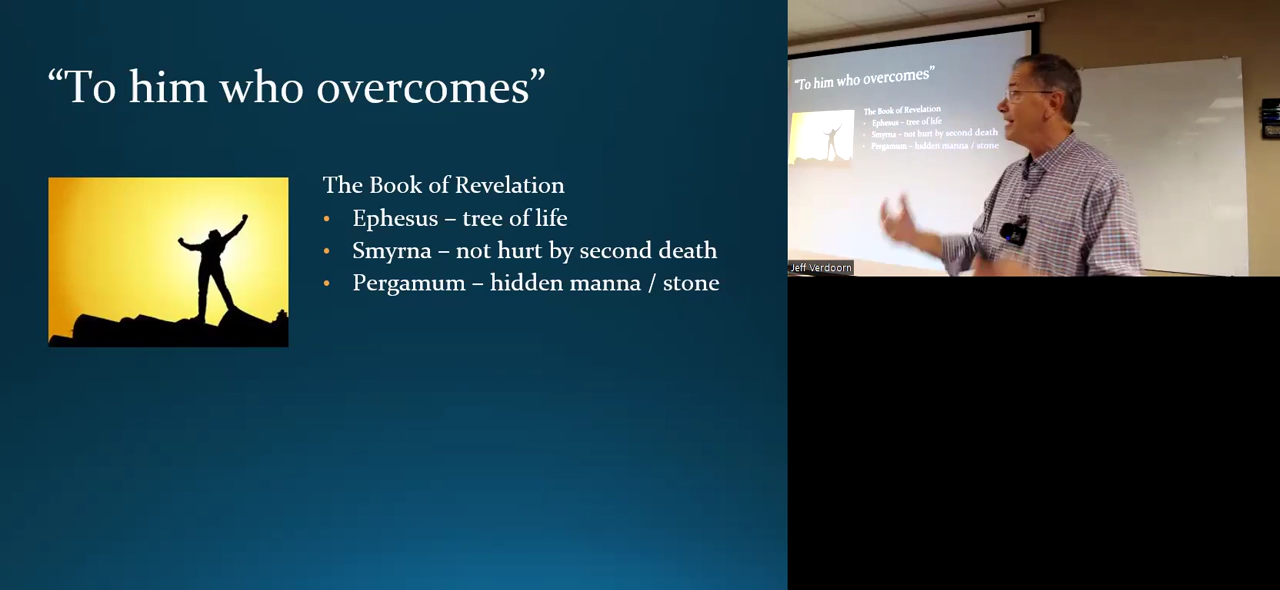 “To him who overcomes”
The Book of Revelation
• Ephesus – tree of life
• Smyrna – not hurt by second death
• Pergamum – hidden manna / stone
“To him who overcomes”
The Book of Revelation
• Ephesus – tree of life
• Smyrna – not hurt by second death
• Pergamum – hidden manna / stone
Jeff Verdoorn